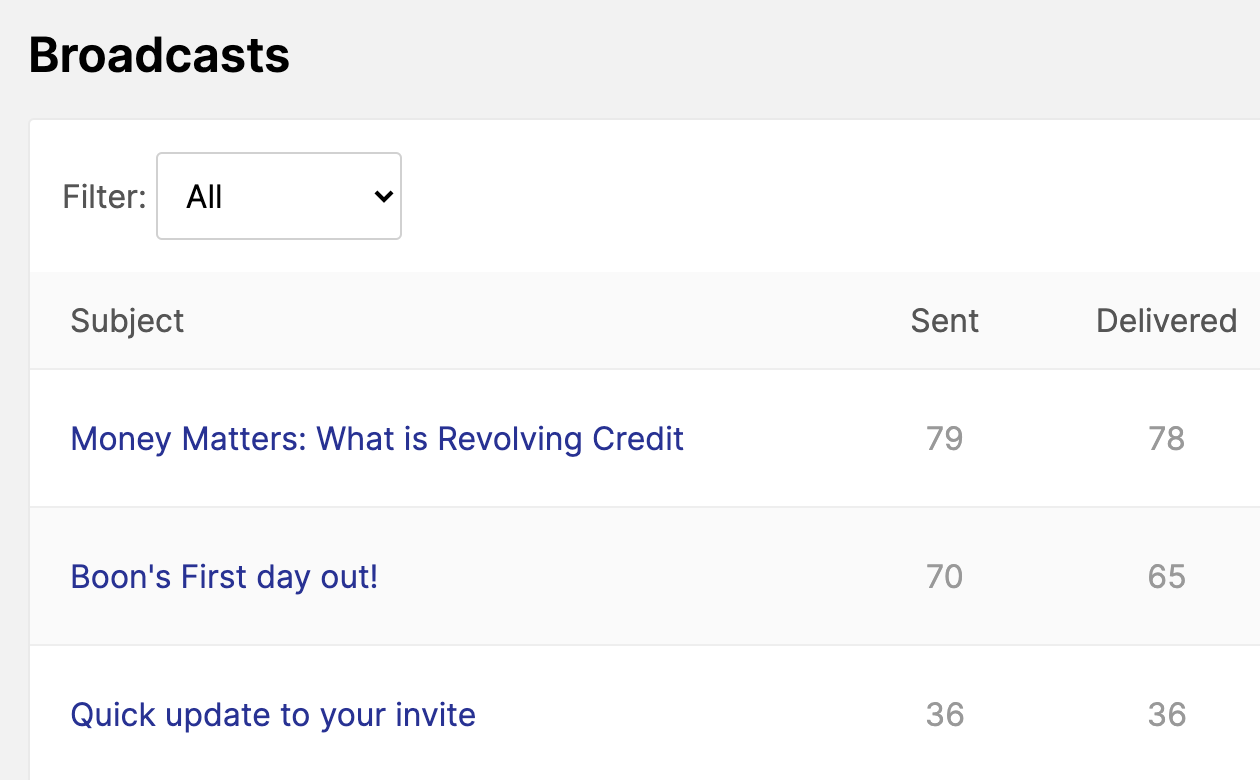 Broadcasts
Filter: All
Subject Sent Delivered
Money Matters: What is Revolving Credit 79 78
Boon's First day out! 70 65
Quick update to your invite 36 36